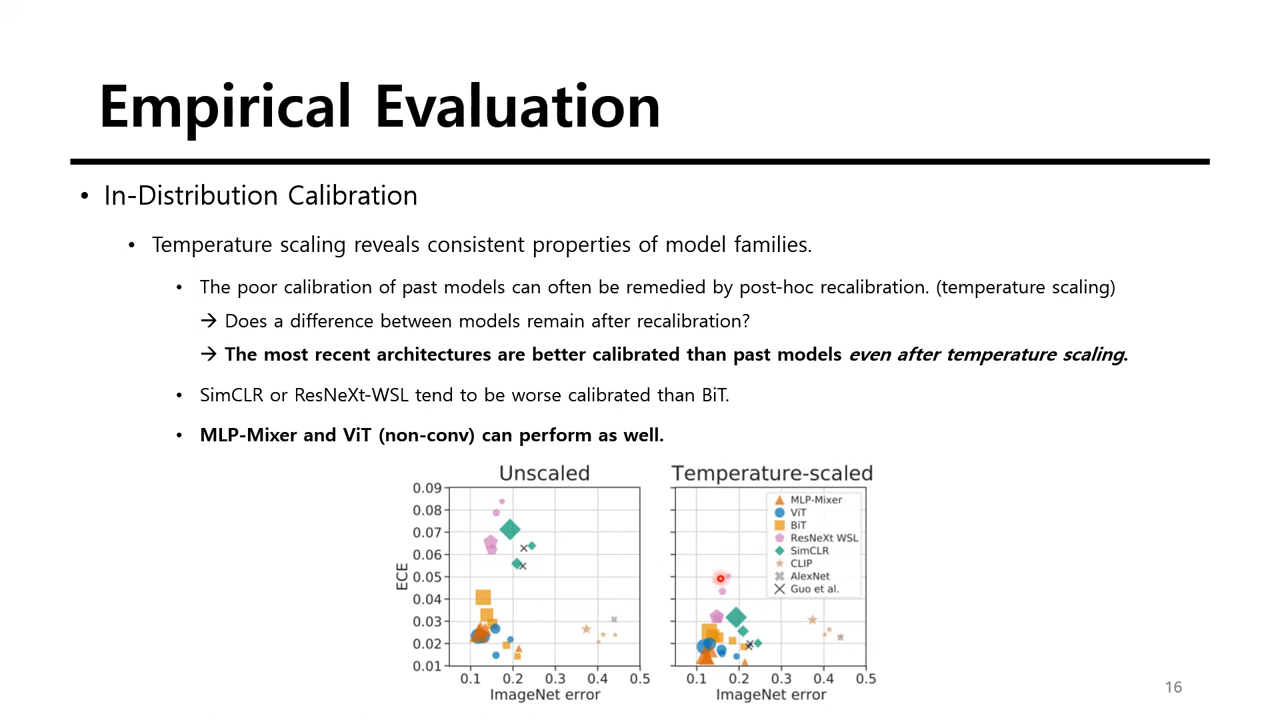 Empirical Evaluation
• In-Distribution Calibration
• Temperature scaling reveals consistent properties of model families.
• The poor calibration of past models can often be remedied by post-hoc recalibration. (temperature scaling)
→ Does a difference between models remain after recalibration?
→ The most recent architectures are better calibrated than past models even after temperature scaling.
• SimCLR or ResNeXt-WSL tend to be worse calibrated than BiT.
• MLP-Mixer and ViT (non-conv) can perform as well.
Unscaled
ECE
0.09
0.08
0.07
0.06
0.05
0.04
0.03
0.02
0.01
0.1 0.2 0.3 0.4 0.5
ImageNet error
Temperature-scaled
MLP-Mixer
ViT
BiT
ResNeXt WSL
SimCLR
CLIP
AlexNet
Guo et al.
0.1 0.2 0.3 0.4 0.5
ImageNet error
16